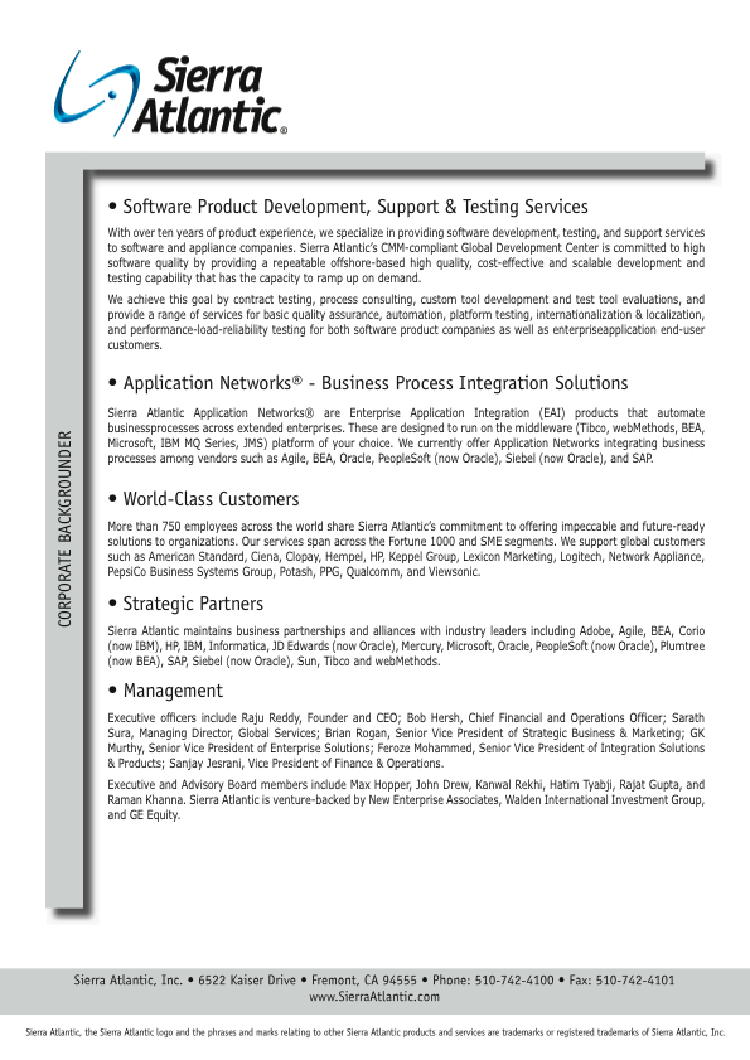 Sierra
Atlantic®
CORPORATE BACKGROUNDER
• Software Product Development, Support & Testing Services
With over ten years of product experience, we specialize in providing software development, testing, and support services
to software and appliance companies. Sierra Atlantic's CMM-compliant Global Development Center is committed to high
software quality by providing a repeatable offshore-based high quality, cost-effective and scalable development and
testing capability that has the capacity to ramp up on demand.
We achieve this goal by contract testing, process consulting, custom tool development and test tool evaluations, and
provide a range of services for basic quality assurance, automation, platform testing, internationalization & localization,
and performance-load-reliability testing for both software product companies as well as enterpriseapplication end-user
customers.
• Application Networks® - Business Process Integration Solutions
Sierra Atlantic Application Networks® are Enterprise Application Integration (EAI) products that automate
businessprocesses across extended enterprises. These are designed to run on the middleware (Tibco, webMethods, BEA,
Microsoft, IBM MQ Series, JMS) platform of your choice. We currently offer Application Networks integrating business
processes among vendors such as Agile, BEA, Oracle, PeopleSoft (now Oracle), Siebel (now Oracle), and SAP.
• World-Class Customers
More than 750 employees across the world share Sierra Atlantic's commitment to offering impeccable and future-ready
solutions to organizations. Our services span across the Fortune 1000 and SME segments. We support global customers
such as American Standard, Ciena, Clopay, Hempel, HP, Keppel Group, Lexicon Marketing, Logitech, Network Appliance,
PepsiCo Business Systems Group, Potash, PPG, Qualcomm, and Viewsonic.
• Strategic Partners
Sierra Atlantic maintains business partnerships and alliances with industry leaders including Adobe, Agile, BEA, Corio
(now IBM), HP, IBM, Informatica, JD Edwards (now Oracle), Mercury, Microsoft, Oracle, PeopleSoft (now Oracle), Plumtree
(now BEA), SAP, Siebel (now Oracle), Sun, Tibco and webMethods.
• Management
Executive officers include Raju Reddy, Founder and CEO; Bob Hersh, Chief Financial and Operations Officer; Sarath
Sura, Managing Director, Global Services; Brian Rogan, Senior Vice President of Strategic Business & Marketing; GK
Murthy, Senior Vice President of Enterprise Solutions; Feroze Mohammed, Senior Vice President of Integration Solutions
& Products; Sanjay Jesrani, Vice President of Finance & Operations.
Executive and Advisory Board members include Max Hopper, John Drew, Kanwal Rekhi, Hatim Tyabji, Rajat Gupta, and
Raman Khanna. Sierra Atlantic is venture-backed by New Enterprise Associates, Walden International Investment Group,
and GE Equity.
Sierra Atlantic, Inc. • 6522 Kaiser Drive • Fremont, CA 94555 • Phone: 510-742-4100 • Fax: 510-742-4101
www.SierraAtlantic.com
Sierra Atlantic, the Sierra Atlantic logo and the phrases and marks relating to other Sierra Atlantic products and services are trademarks or registered trademarks of Sierra Atlantic, Inc.